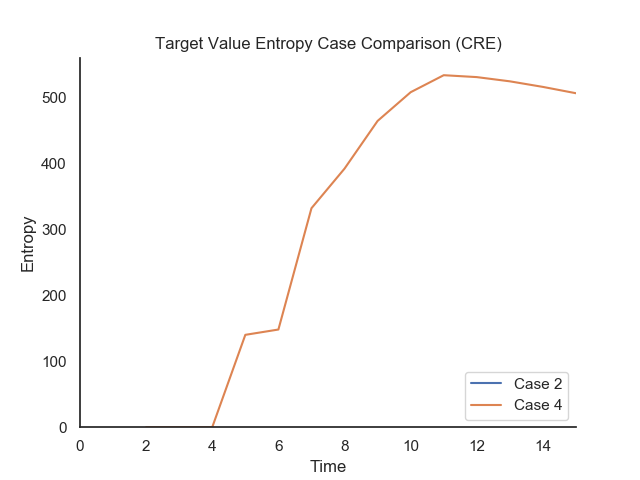 Target Value Entropy Case Comparison (CRE)
500
400
300
200
100
0
Entropy
0 2 4 6 8 10 12 14
Time
Case 2
Case 4